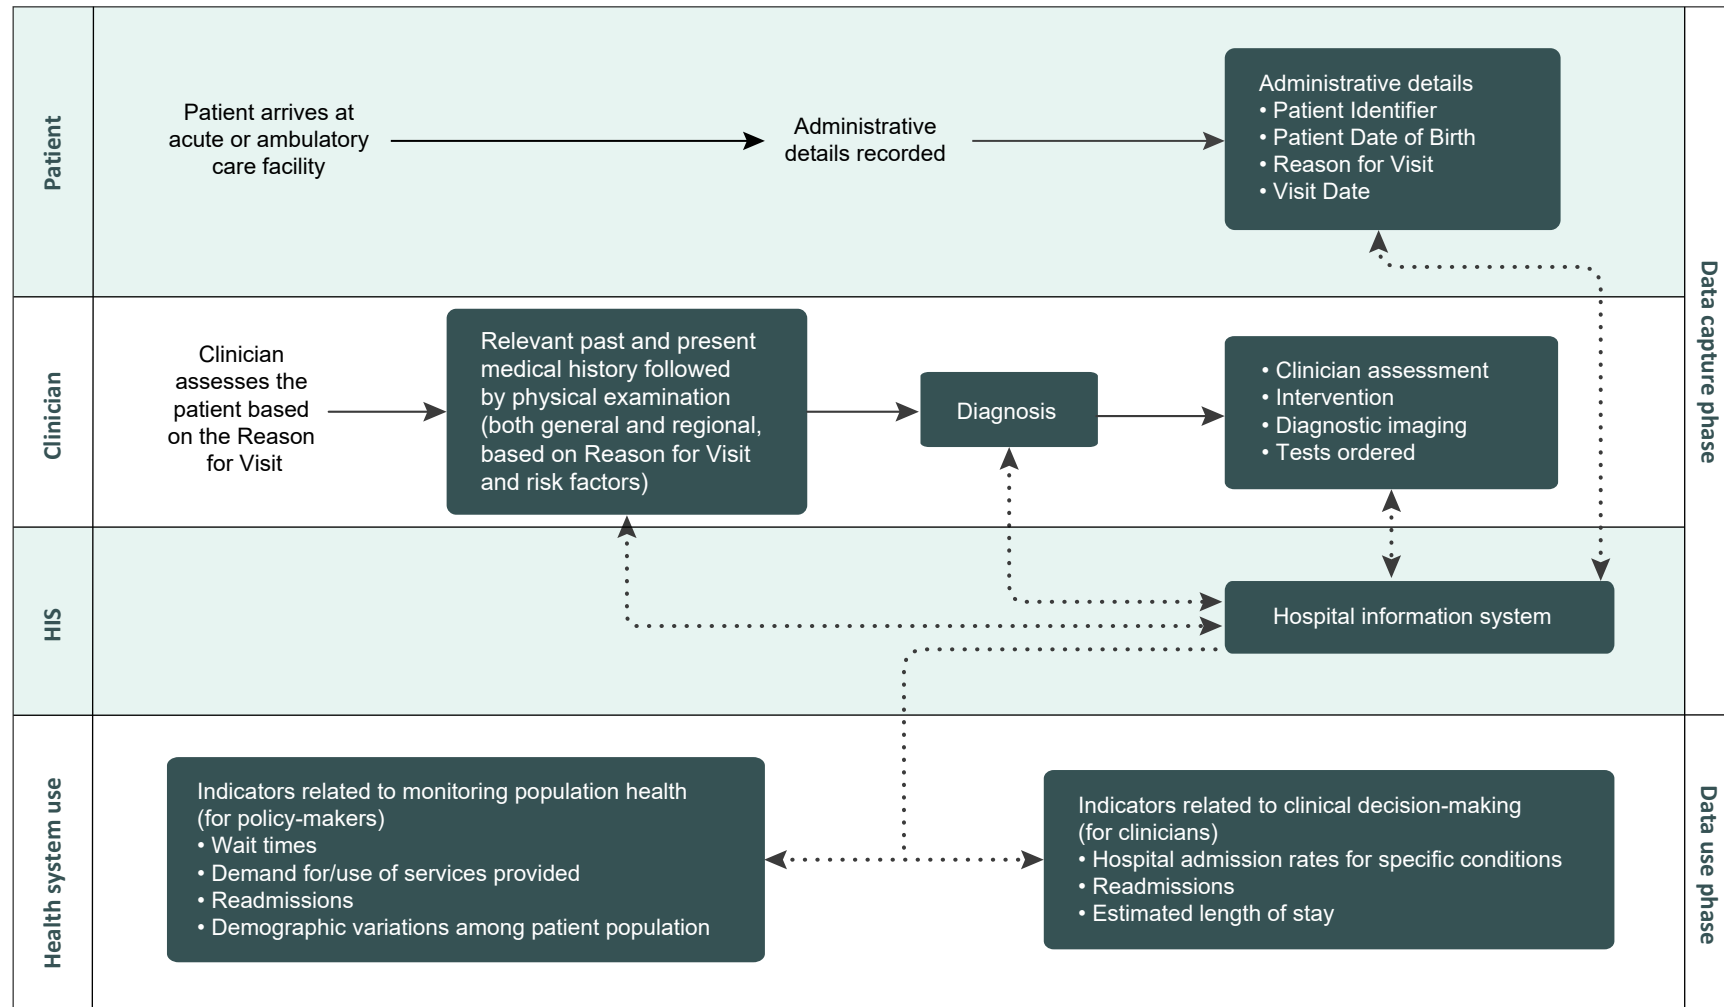 Patient
Patient arrives at
acute or ambulatory
care facility
Administrative
details recorded
Administrative details
• Patient Identifier
• Patient Date of Birth
• Reason for Visit
• Visit Date
Data capture phase
Clinician
Clinician
assesses the
patient based
on the Reason
for Visit
Relevant past and present
medical history followed
by physical examination
(both general and regional,
based on Reason for Visit
and risk factors)
Diagnosis
• Clinician assessment
• Intervention
• Diagnostic imaging
• Tests ordered
HIS
Hospital information system
Health system use
Indicators related to monitoring population health
(for policy-makers)
• Wait times
• Demand for/use of services provided
• Readmissions
• Demographic variations among patient population
Indicators related to clinical decision-making
(for clinicians)
• Hospital admission rates for specific conditions
• Readmissions
• Estimated length of stay
Data use phase